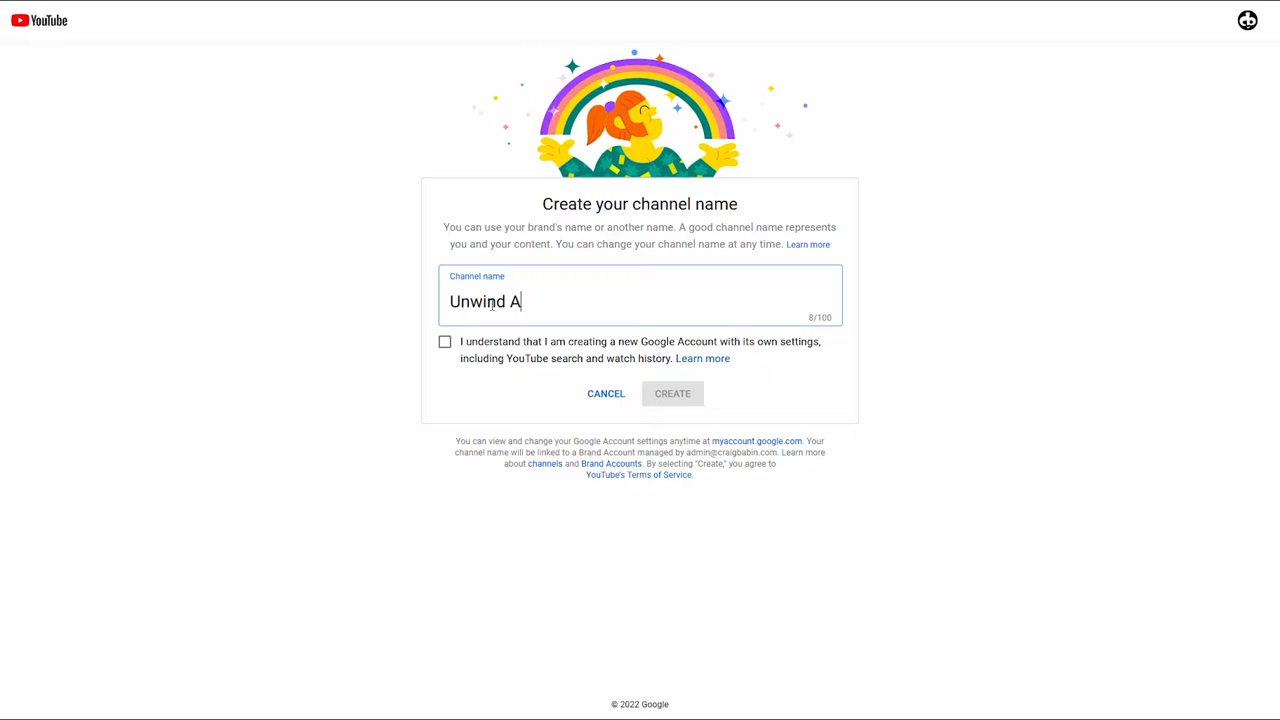 YouTube
Create your channel name
You can use your brand's name or another name. A good channel name represents
you and your content. You can change your channel name at any time. Learn more
Channel name
Unwind A
8/100
I understand that I am creating a new Google Account with its own settings,
including YouTube search and watch history. Learn more
CANCEL CREATE
You can view and change your Google Account settings anytime at myaccount.google.com. Your
channel name will be linked to a Brand Account managed by admin@craigbabin.com. Learn more
about channels and Brand Accounts. By selecting "Create," you agree to
YouTube's Terms of Service.
© 2022 Google